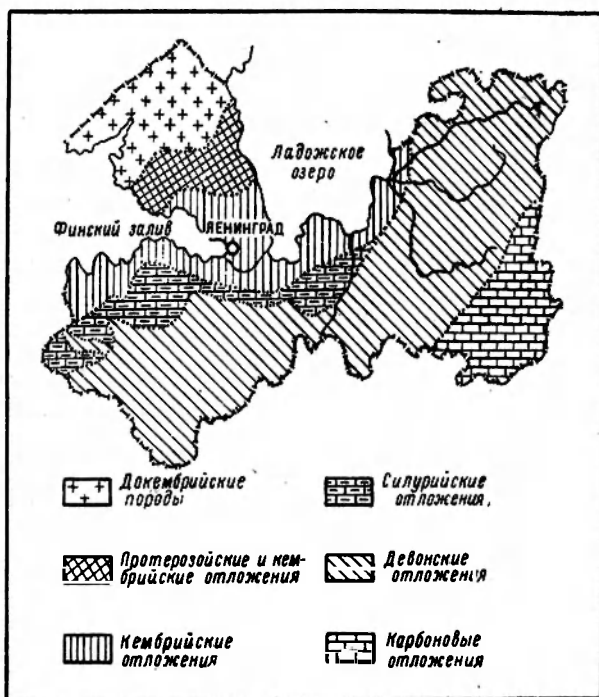 Ладожское
озеро
Финский залив
ЛЕНИНГРАД
Докембрийские
породы
Силурийские
отложения,
Протерозойские и кем-
брийские отложения
Девонские
отложения
Кембрийские
отложения
Карбоновые
отложения